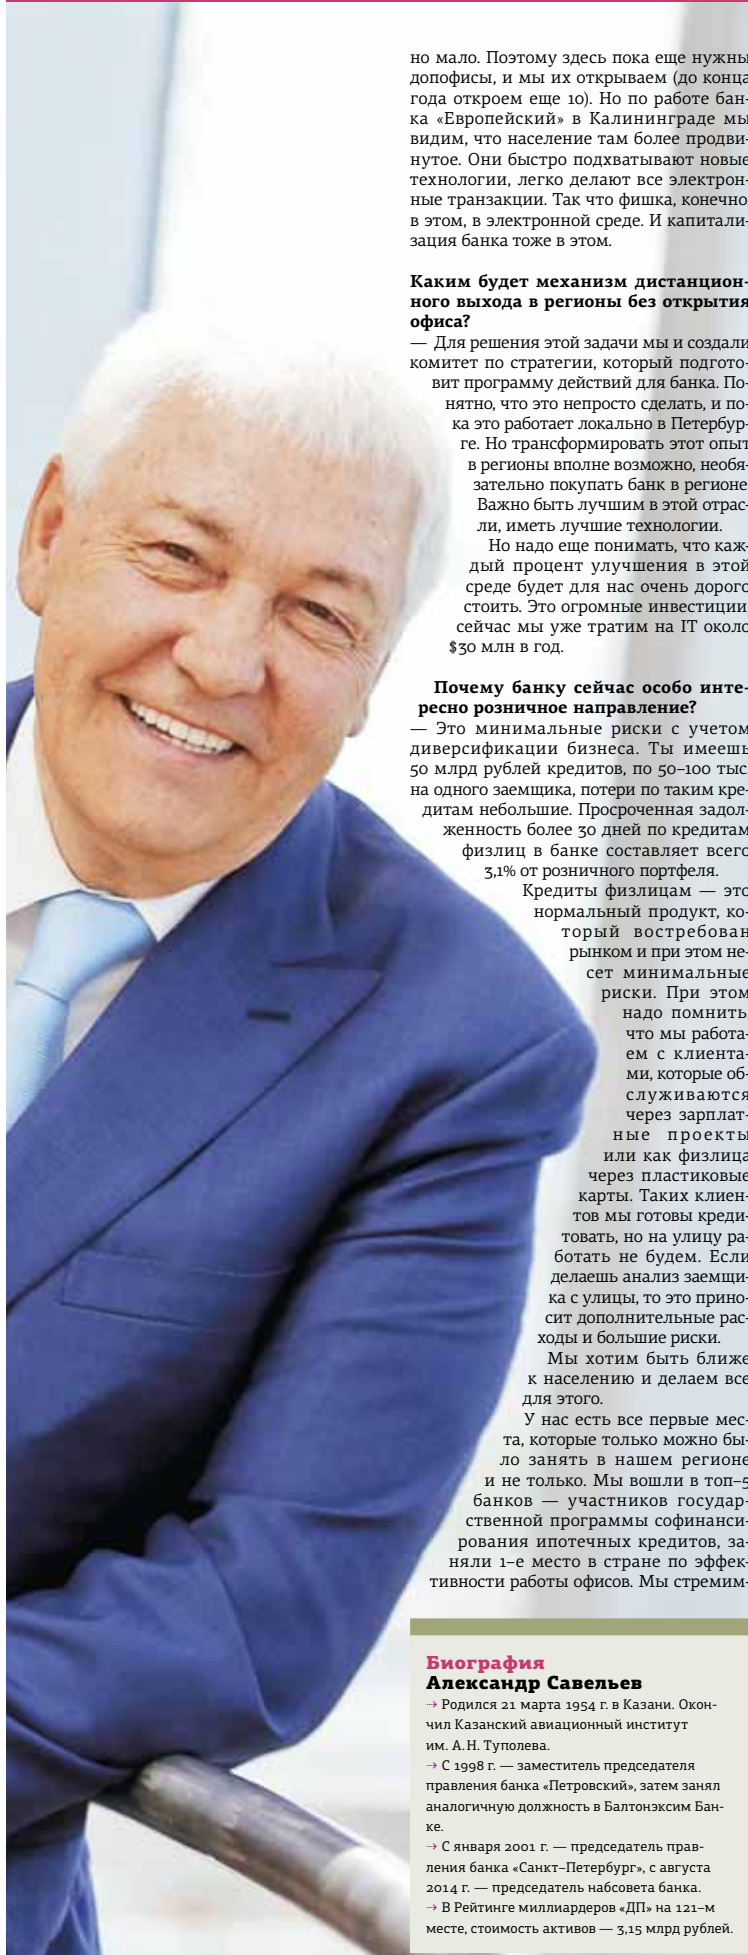 но мало. Поэтому здесь пока еще нужны
допофисы, и мы их открываем (до конца
года откроем еще 10). Но по работе бан-
ка «Европейский» в Калининграде мы
видим, что население там более продви-
нутое. Они быстро подхватывают новые
технологии, легко делают все электрон-
ные транзакции. Так что фишка, конечно
в этом, в электронной среде. И капитали-
зация банка тоже в этом.
Каким будет механизм дистанцион-
ного выхода в регионы без открытия
офиса?
— Для решения этой задачи мы и создали
комитет по стратегии, который подгото-
вит программу действий для банка. По-
нятно, что это непросто сделать, и по-
ка это работает локально в Петербур-
ге. Но трансформировать этот опыт
в регионы вполне возможно, необя-
зательно покупать банк в регионе
Важно быть лучшим в этой отрас-
ли, иметь лучшие технологии.
Но надо еще понимать, что каж-
дый процент улучшения в этой
среде будет для нас очень дорого
стоить. Это огромные инвестиции
сейчас мы уже тратим на IT около
$30 млн в год.
Почему банку сейчас особо инте-
ресно розничное направление?
— Это минимальные риски с учетом
диверсификации бизнеса. Ты имеешь
50 млрд рублей кредитов, по 50–100 тыс.
на одного заемщика, потери по таким кре-
дитам небольшие. Просроченная задол-
женность более 30 дней по кредитам
физлиц в банке составляет всего
3,1% от розничного портфеля.
Кредиты физлицам — это
нормальный продукт, ко-
торый востребован
рынком и при этом не-
сет минимальные
риски. При этом
надо помнить,
что мы работа-
ем с клиента-
ми, которые об-
служиваются
через зарплат-
ные проекты
или как физлица
через пластиковые
карты. Таких клиен-
тов мы готовы креди-
товать, но на улицу ра-
ботать не будем. Если
делаешь анализ заемщи-
ка с улицы, то это прино-
сит дополнительные рас-
ходы и большие риски.
Мы хотим быть ближе
к населению и делаем все
для этого.
У нас есть все первые мес-
та, которые только можно бы-
ло занять в нашем регионе
и не только. Мы вошли в топ–5
банков — участников государ-
ственной программы софинанси-
рования ипотечных кредитов, за-
няли 1–е место в стране по эффек-
тивности работы офисов. Мы стремим-
Биография
Александр Савельев
⇢ Родился 21 марта 1954 г. в Казани. Окон-
чил Казанский авиационный институт
им. А.Н. Туполева.
⇢ С 1998 г. — заместитель председателя
правления банка «Петровский», затем занял
аналогичную должность в Балтонэксим Бан-
ке.
⇢ С января 2001 г. — председатель прав-
ления банка «Санкт–Петербург», с августа
2014 г. — председатель набсовета банка.
⇢ В Рейтинге миллиардеров «ДП» на 121–м
месте, стоимость активов — 3,15 млрд рублей.